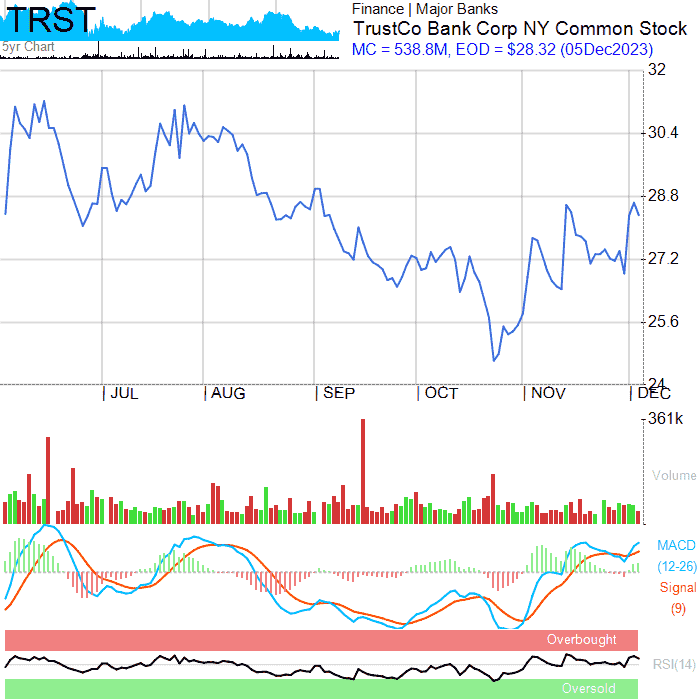 TRST
5yr Chart
Finance | Major Banks
TrustCo Bank Corp NY Common Stock
MC = 538.8M, EOD = $28.32 (05Dec2023)
32
30.4
28.8
27.2
25.6
24
JUL
AUG
SEP
OCT
NOV
DEC
361k
Volume
MACD
(12-26)
Signal
(9)
Overbought
RSI(14)
Oversold